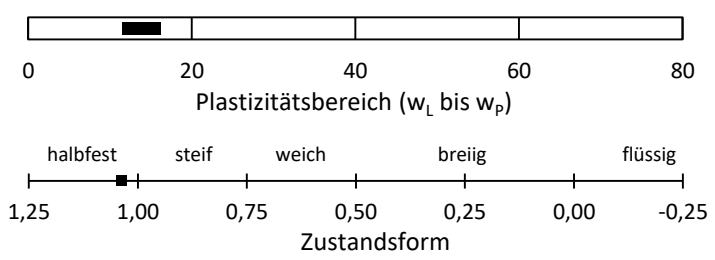 0 20 40 60 80
Plastizitätsbereich (wL bis wP)
halbfest steif weich breiig flüssig
1,25 1,00 0,75 0,50 0,25 0,00 -0,25
Zustandsform